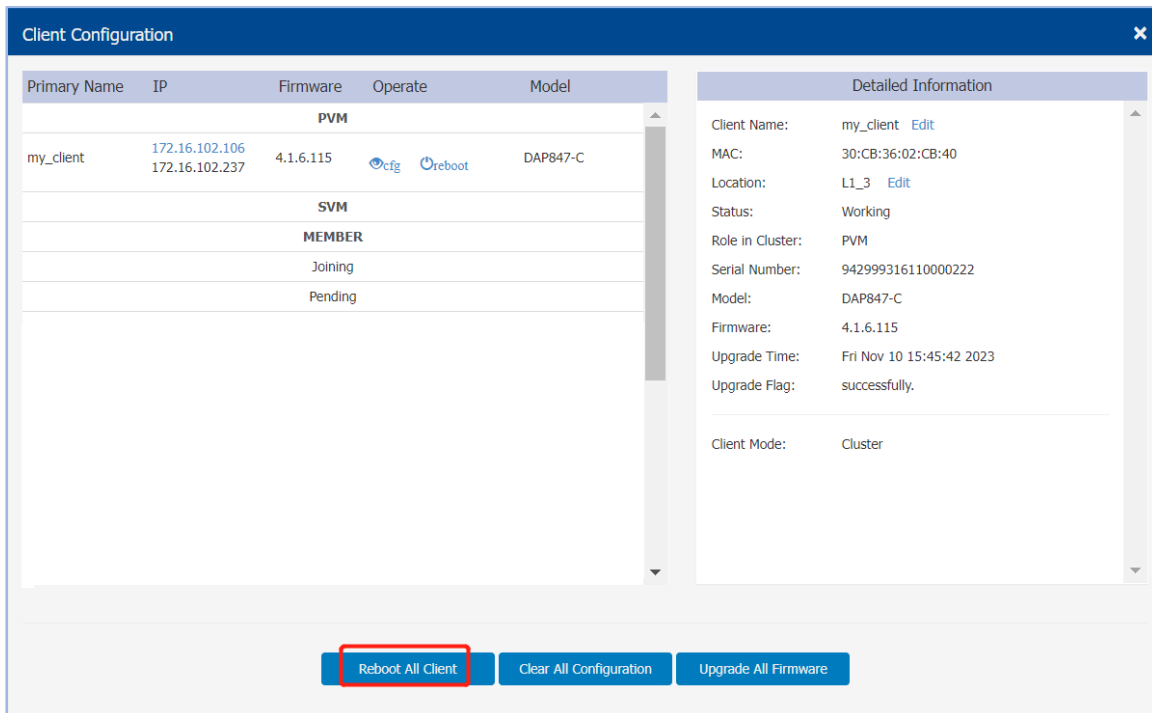 Client Configuration
Primary Name IP Firmware Operate Model
PVM
my_client 172.16.102.106 172.16.102.237 4.1.6.115 cfg reboot DAP847-C
SVM
MEMBER
Joining
Pending
Detailed Information
Client Name: my_client Edit
MAC: 30:CB:36:02:CB:40
Location: L1_3 Edit
Status: Working
Role in Cluster: PVM
Serial Number: 942999316110000222
Model: DAP847-C
Firmware: 4.1.6.115
Upgrade Time: Fri Nov 10 15:45:42 2023
Upgrade Flag: successfully.
Client Mode: Cluster
Reboot All Client Clear All Configuration Upgrade All Firmware